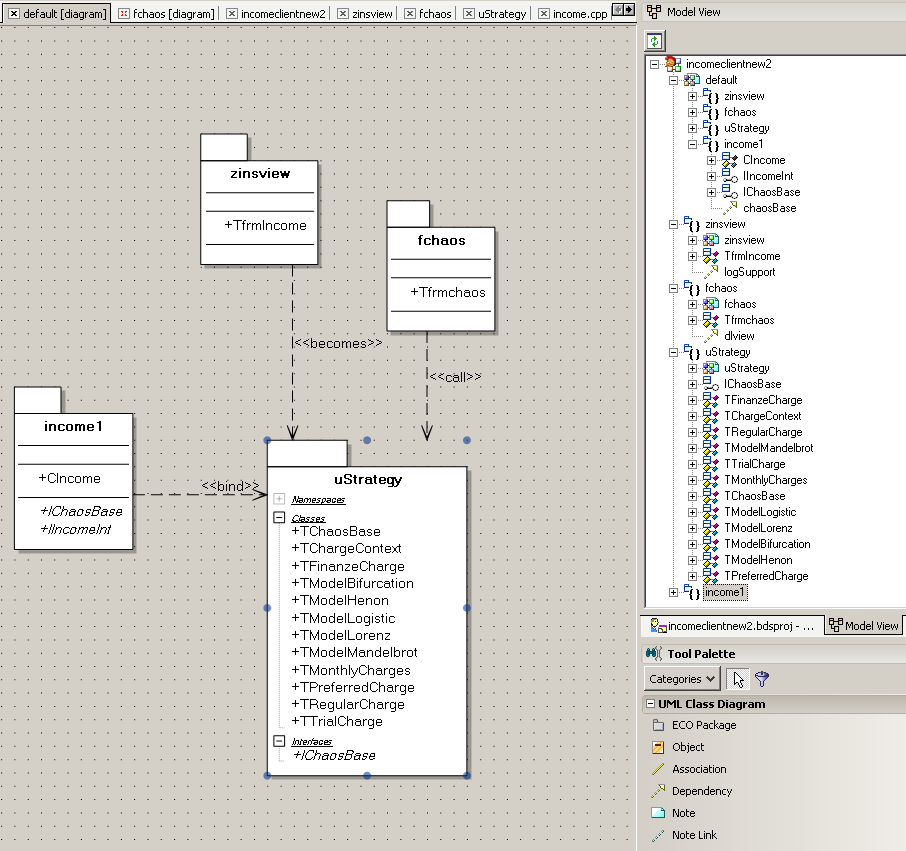 default [diagram]
fchaos [diagram]
incomeclientnew2
zinsview
fchaos
uStrategy
income.cpp
zinsview
+TfrmIncome
fchaos
+Tfrmchaos
<<becomes>>
<<call>>
income1
+CIncome
+IChaosBase
+IIncomeInt
<<bind>>
uStrategy
Namespaces
Classes
+TChaosBase
+TChargeContext
+TFinanzeCharge
+TModelBifurcation
+TModelHenon
+TModelLogistic
+TModelLorenz
+TModelMandelbrot
+TMonthlyCharges
+TPreferredCharge
+TRegularCharge
+TTrialCharge
Interfaces
+IChaosBase
Model View
incomeclientnew2
default
zinsview
fchaos
uStrategy
income1
CIncome
IIncomeInt
IChaosBase
chaosBase
zinsview
zinsview
TfrmIncome
logSupport
fchaos
fchaos
Tfrmchaos
dlview
uStrategy
uStrategy
IChaosBase
TFinanzeCharge
TChargeContext
TRegularCharge
TModelMandelbrot
TTrialCharge
TMonthlyCharges
TChaosBase
TModelLogistic
TModelLorenz
TModelBifurcation
TModelHenon
TPreferredCharge
income1
incomeclientnew2.bdsproj - ...
Model View
Tool Palette
Categories
UML Class Diagram
ECO Package
Object
Association
Dependency
Note
Note Link